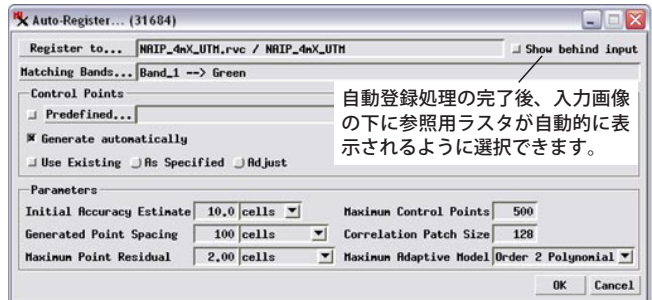 Auto-Register... (31684)
Register to... NAIP_4mX_UTM.rvc / NAIP_4mX_UTM Show behind input
Matching Bands... Band_1 --> Green
Control Points
Predefined...
Generate automatically
Use Existing As Specified Adjust
自動登録処理の完了後、入力画像
の下に参照用ラスタが自動的に表
示されるように選択できます。
Parameters
Initial Accuracy Estimate 10.0 cells Maximum Control Points 500
Generated Point Spacing 100 cells Correlation Patch Size 128
Maximum Point Residual 2.00 cells Maximum Adaptive Model Order 2 Polynomial
OK Cancel